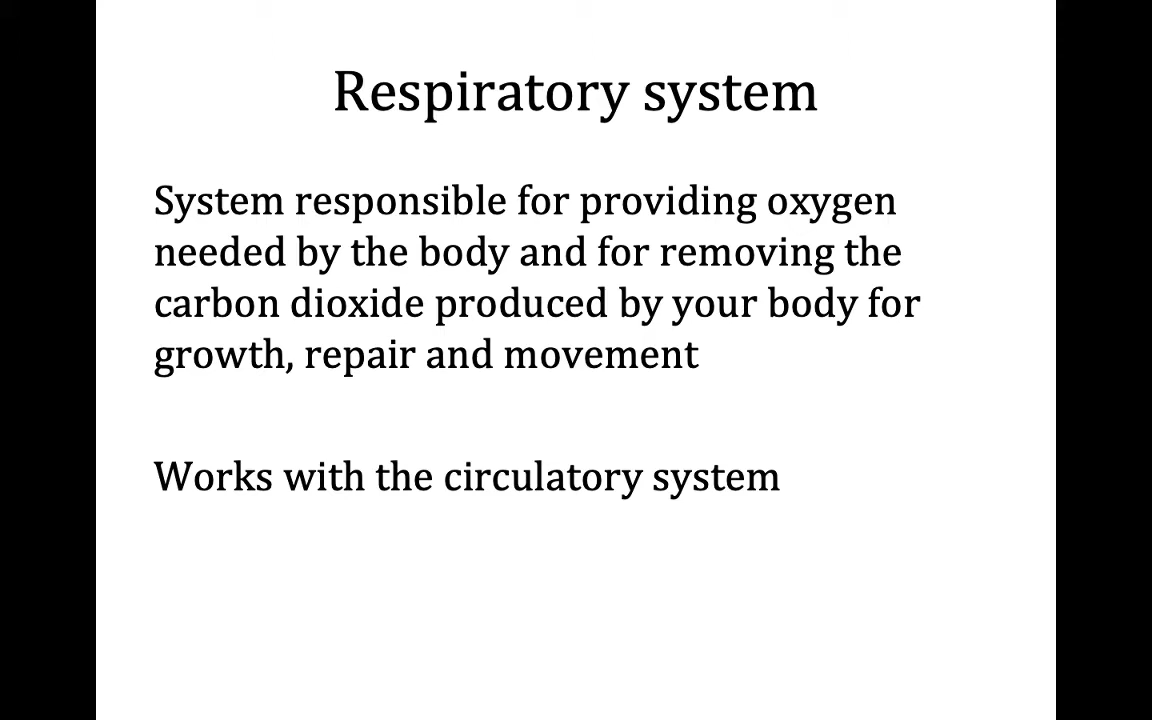 Respiratory system
System responsible for providing oxygen
needed by the body and for removing the
carbon dioxide produced by your body for
growth, repair and movement
Works with the circulatory system